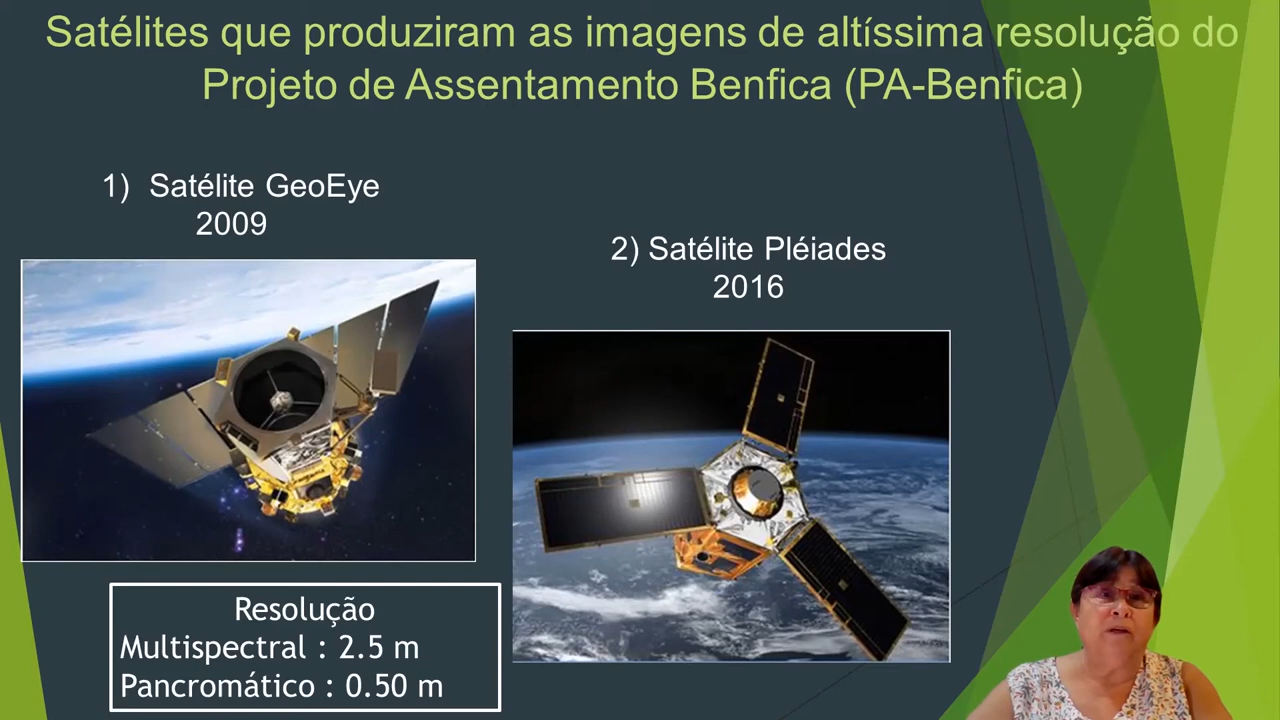 Satélites que produziram as imagens de altíssima resolução do
Projeto de Assentamento Benfica (PA-Benfica)
1) Satélite GeoEye
2009
2) Satélite Pléiades
2016
Resolução
Multispectral : 2.5 m
Pancromático : 0.50 m